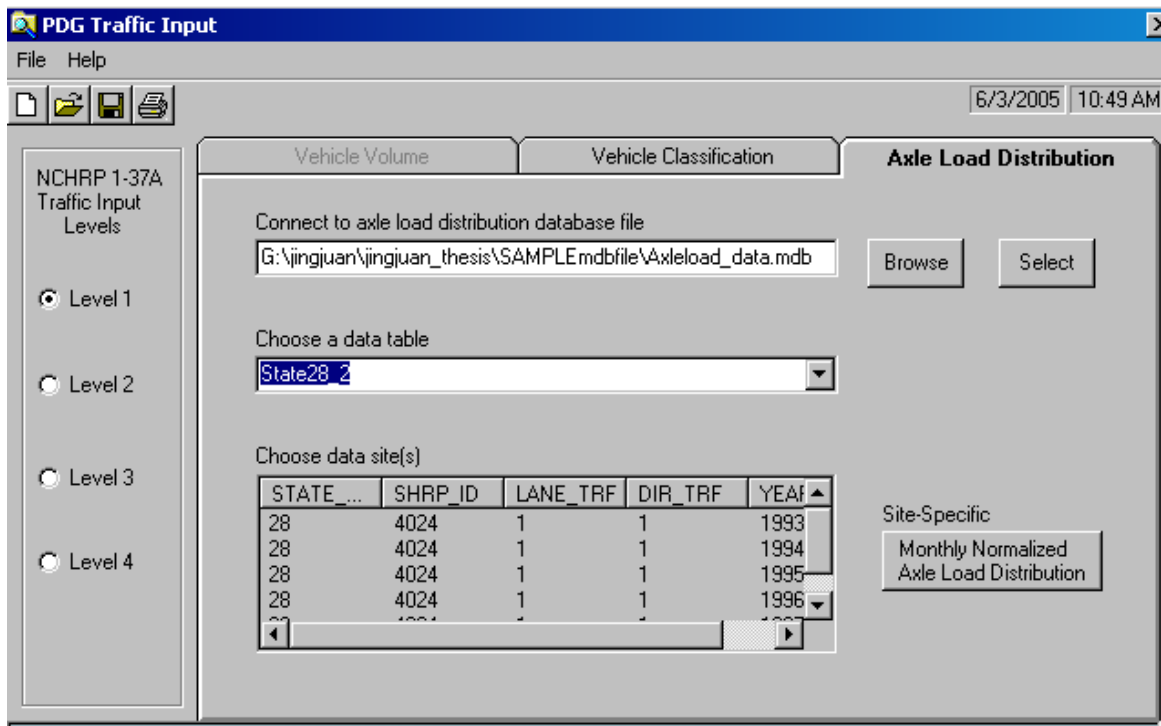 PDG Traffic Input
File Help
6/3/2005 10:49 AM
NCHRP 1-37A
Traffic Input
Levels
Level 1
Level 2
Level 3
Level 4
Vehicle Volume Vehicle Classification Axle Load Distribution
Connect to axle load distribution database file
G:\jingjuan\jingjuan_thesis\SAMPLEmdbfile\Axleload_data.mdb
Browse Select
Choose a data table
State28_2
Choose data site(s)
STATE_... SHRP_ID LANE_TRF DIR_TRF
28 4024 1 1 1993
28 4024 1 1 1994
28 4024 1 1 1995
28 4024 1 1 1996
Site-Specific
Monthly Normalized
Axle Load Distribution